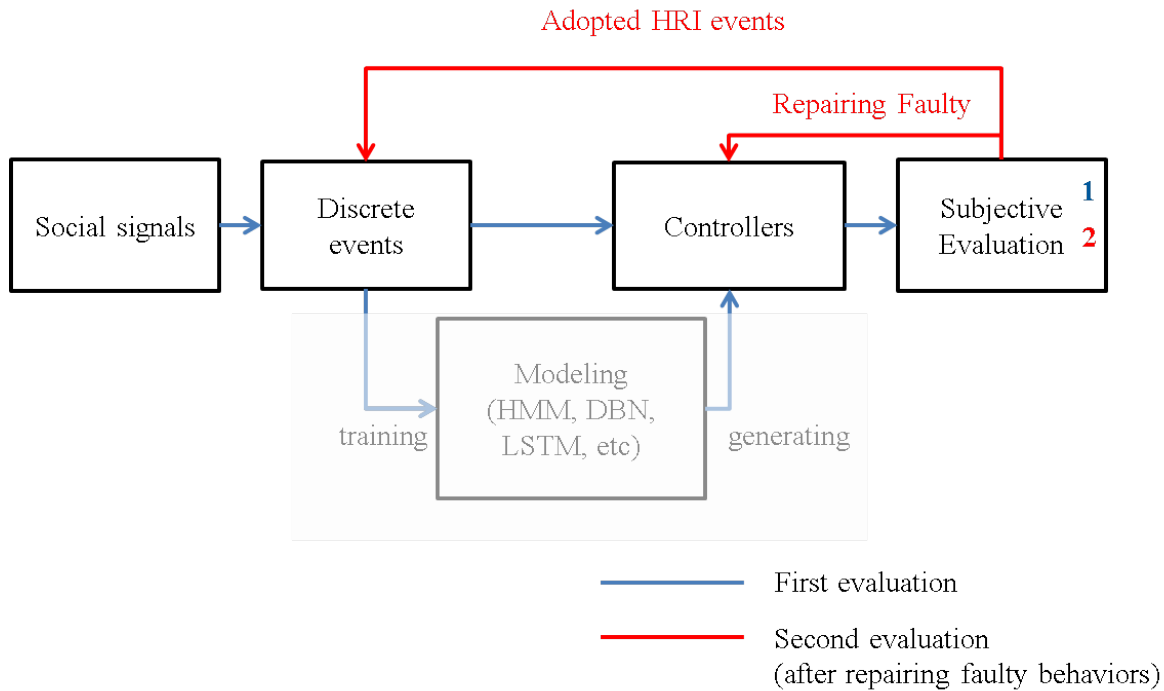 Adopted HRI events
Repairing Faulty
Social signals
Discrete
events
Controllers
Subjective
Evaluation
1
2
Modeling
(HMM, DBN,
LSTM, etc)
training
generating
First evaluation
Second evaluation
(after repairing faulty behaviors)